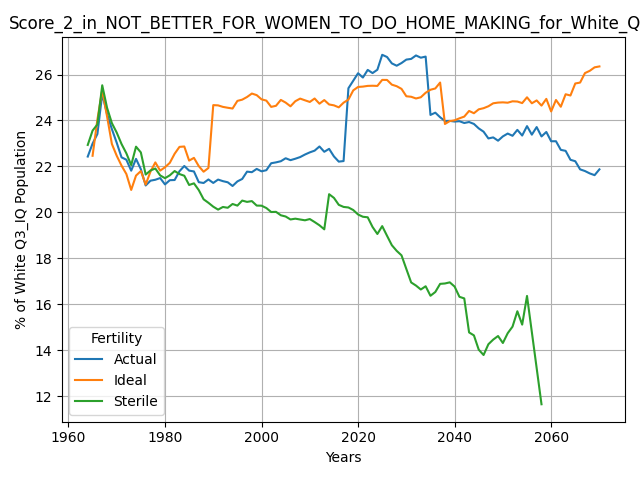 Score_2_in_NOT_BETTER_FOR_WOMEN_TO_DO_HOME_MAKING_for_White_Q
% of White Q3_IQ Population
26
24
22
20
18
16
14
12
Fertility
Actual
Ideal
Sterile
1960 1980 2000 2020 2040 2060
Years